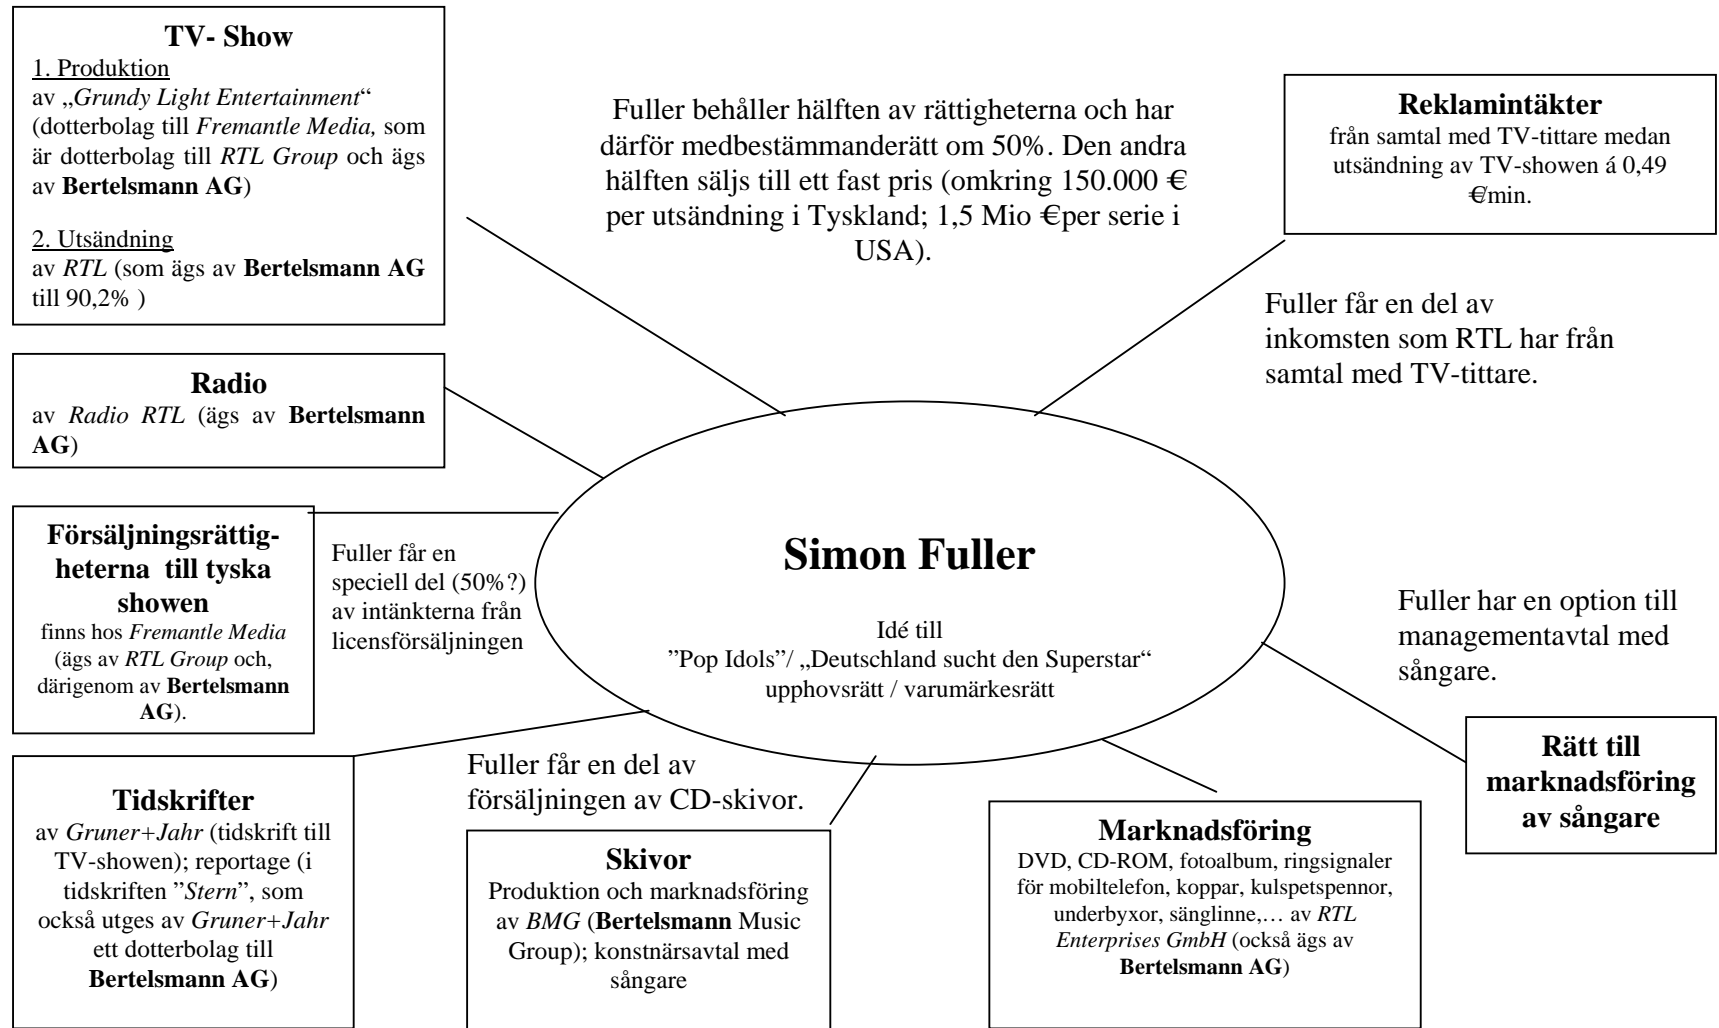 TV- Show
1. Produktion
av „Grundy Light Entertainment“
(dotterbolag till Fremantle Media, som
är dotterbolag till RTL Group och ägs
av Bertelsmann AG)
2. Utsändning
av RTL (som ägs av Bertelsmann AG
till 90,2% )
Fuller behåller hälften av rättigheterna och har
därför medbestämmanderätt om 50%. Den andra
hälften säljs till ett fast pris (omkring 150.000 €
per utsändning i Tyskland; 1,5 Mio €per serie i
USA).
Reklamintäkter
från samtal med TV-tittare medan
utsändning av TV-showen á 0,49
€/min.
Fuller får en del av
inkomsten som RTL har från
samtal med TV-tittare.
Radio
av Radio RTL (ägs av Bertelsmann
AG)
Försäljningsrättig-
heterna till tyska
showen
finns hos Fremantle Media
(ägs av RTL Group och,
därigenom av Bertelsmann
AG).
Fuller får en
speciell del (50%?)
av intänkterna från
licensförsäljningen
Simon Fuller
Idé till
”Pop Idols”/ „Deutschland sucht den Superstar“
upphovsrätt / varumärkesrätt
Fuller har en option till
managementavtal med
sångare.
Rätt till
marknadsföring
av sångare
Tidskrifter
av Gruner+Jahr (tidskrift till
TV-showen); reportage (i
tidskriften ”Stern”, som
också utges av Gruner+Jahr
ett dotterbolag till
Bertelsmann AG)
Fuller får en del av
försäljningen av CD-skivor.
Skivor
Produktion och marknadsföring
av BMG (Bertelsmann Music
Group); konstnärsavtal med
sångare
Marknadsföring
DVD, CD-ROM, fotoalbum, ringsignaler
för mobiltelefon, koppar, kulspetspennor,
underbyxor, sänglinne,… av RTL
Enterprises GmbH (också ägs av
Bertelsmann AG)